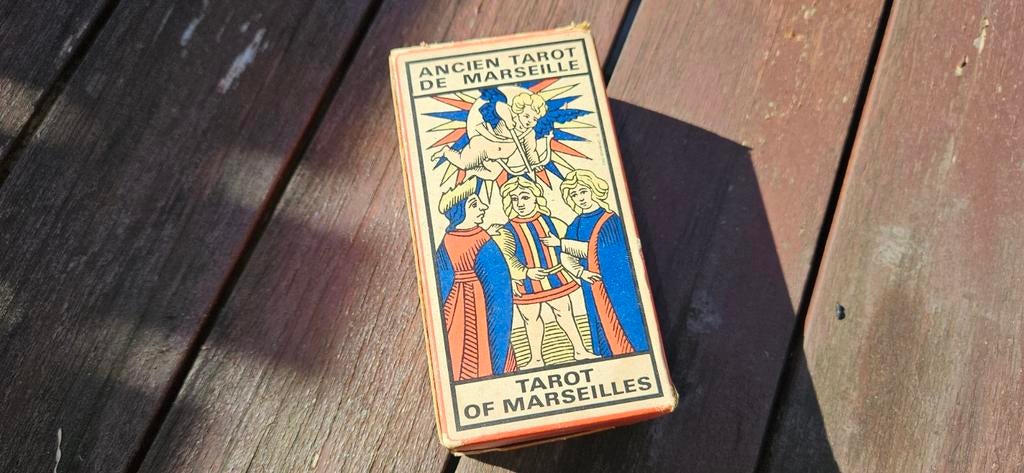 ANCIEN TAROT
DE MARSEILLE
TAROT
OF MARSEILLES